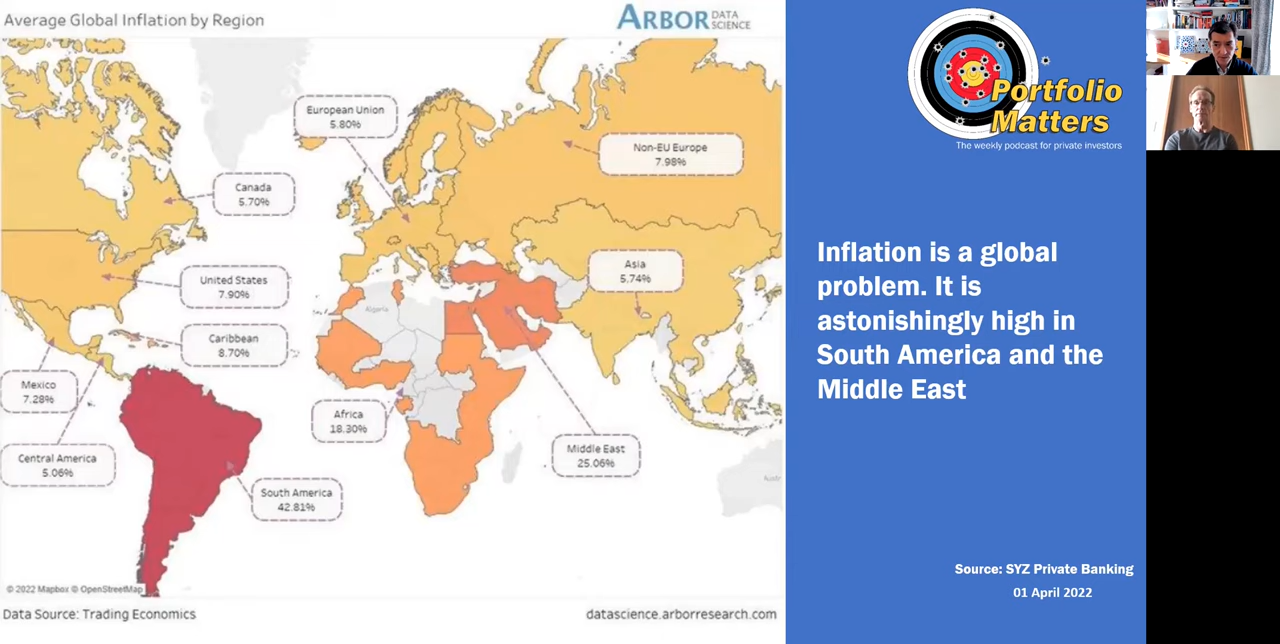 Average Global Inflation by Region
ARBOR DATA SCIENCE
European Union
5.80%
Non-EU Europe
7.98%
Canada
5.70%
Asia
5.74%
United States
7.90%
Algeria
Caribbean
8.70%
Mexico
7.28%
Africa
18.30%
Middle East
25.06%
Central America
5.06%
South America
42.81%
© 2022 Mapbox © OpenStreetMap
Data Source: Trading Economics
datascience.arborresearch.com
Portfolio
Matters
The weekly podcast for private investors
Inflation is a global
problem. It is
astonishingly high in
South America and the
Middle East
Source: SYZ Private Banking
01 April 2022